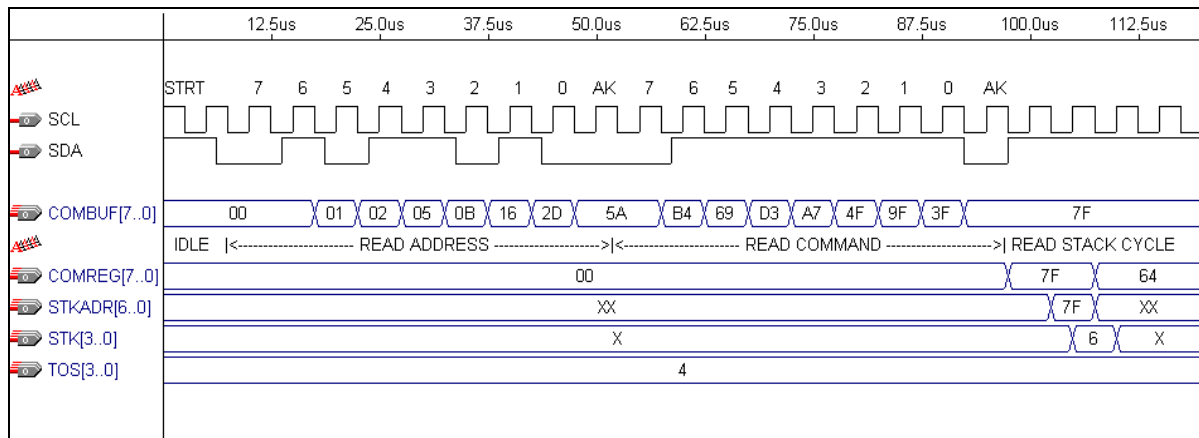 12.5us 25.0us 37.5us 50.0us 62.5us 75.0us 87.5us 100.0us 112.5us
STRT 7 6 5 4 3 2 1 0 AK 7 6 5 4 3 2 1 0 AK
SCL
SDA
COMBUF[7..0] 00 01 02 05 0B 16 2D 5A B4 69 D3 A7 4F 9F 3F 7F
IDLE |<--------------- READ ADDRESS --------------->|<--------------- READ COMMAND --------------->| READ STACK CYCLE
COMREG[7..0] 00 7F 64
STKADR[6..0] XX 7F XX
STK[3..0] X 6 X
TOS[3..0] 4